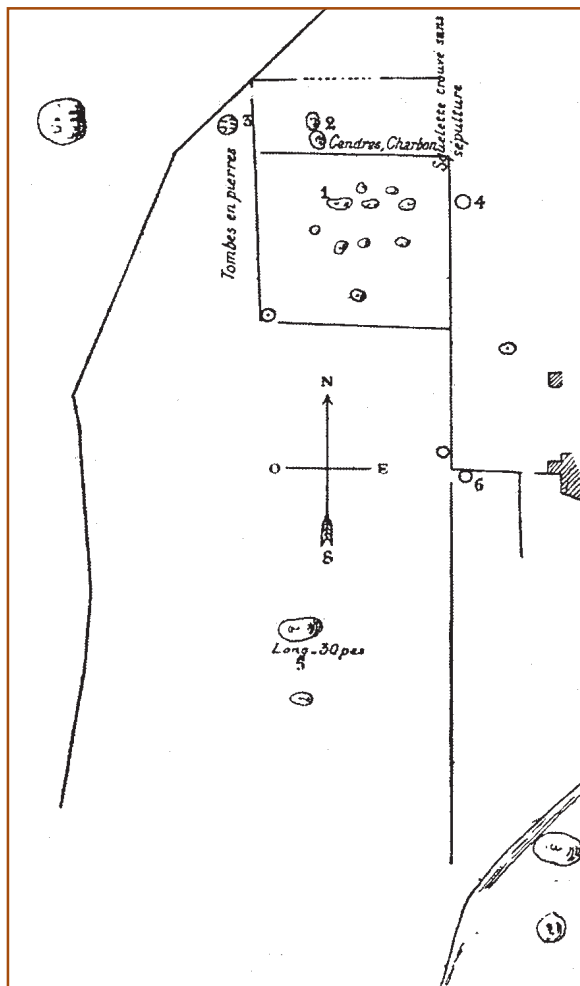 Squelette trouvé sans
sépulture
3
2
Cendres, Charbon
Tombes en pierres
1
4
N
O
E
S
6
Long-30 pas
5